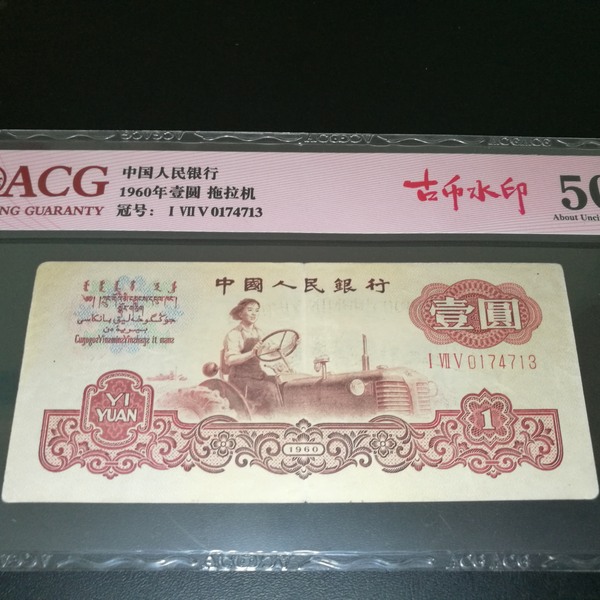 ACG
中国人民银行
1960年壹圆 拖拉机
冠号: I VII V 0174713
古币水印
50
About Unci
NG GUARANTY
中國人民銀行
壹圓
I VII V 0174713
YI
YUAN
1
1960